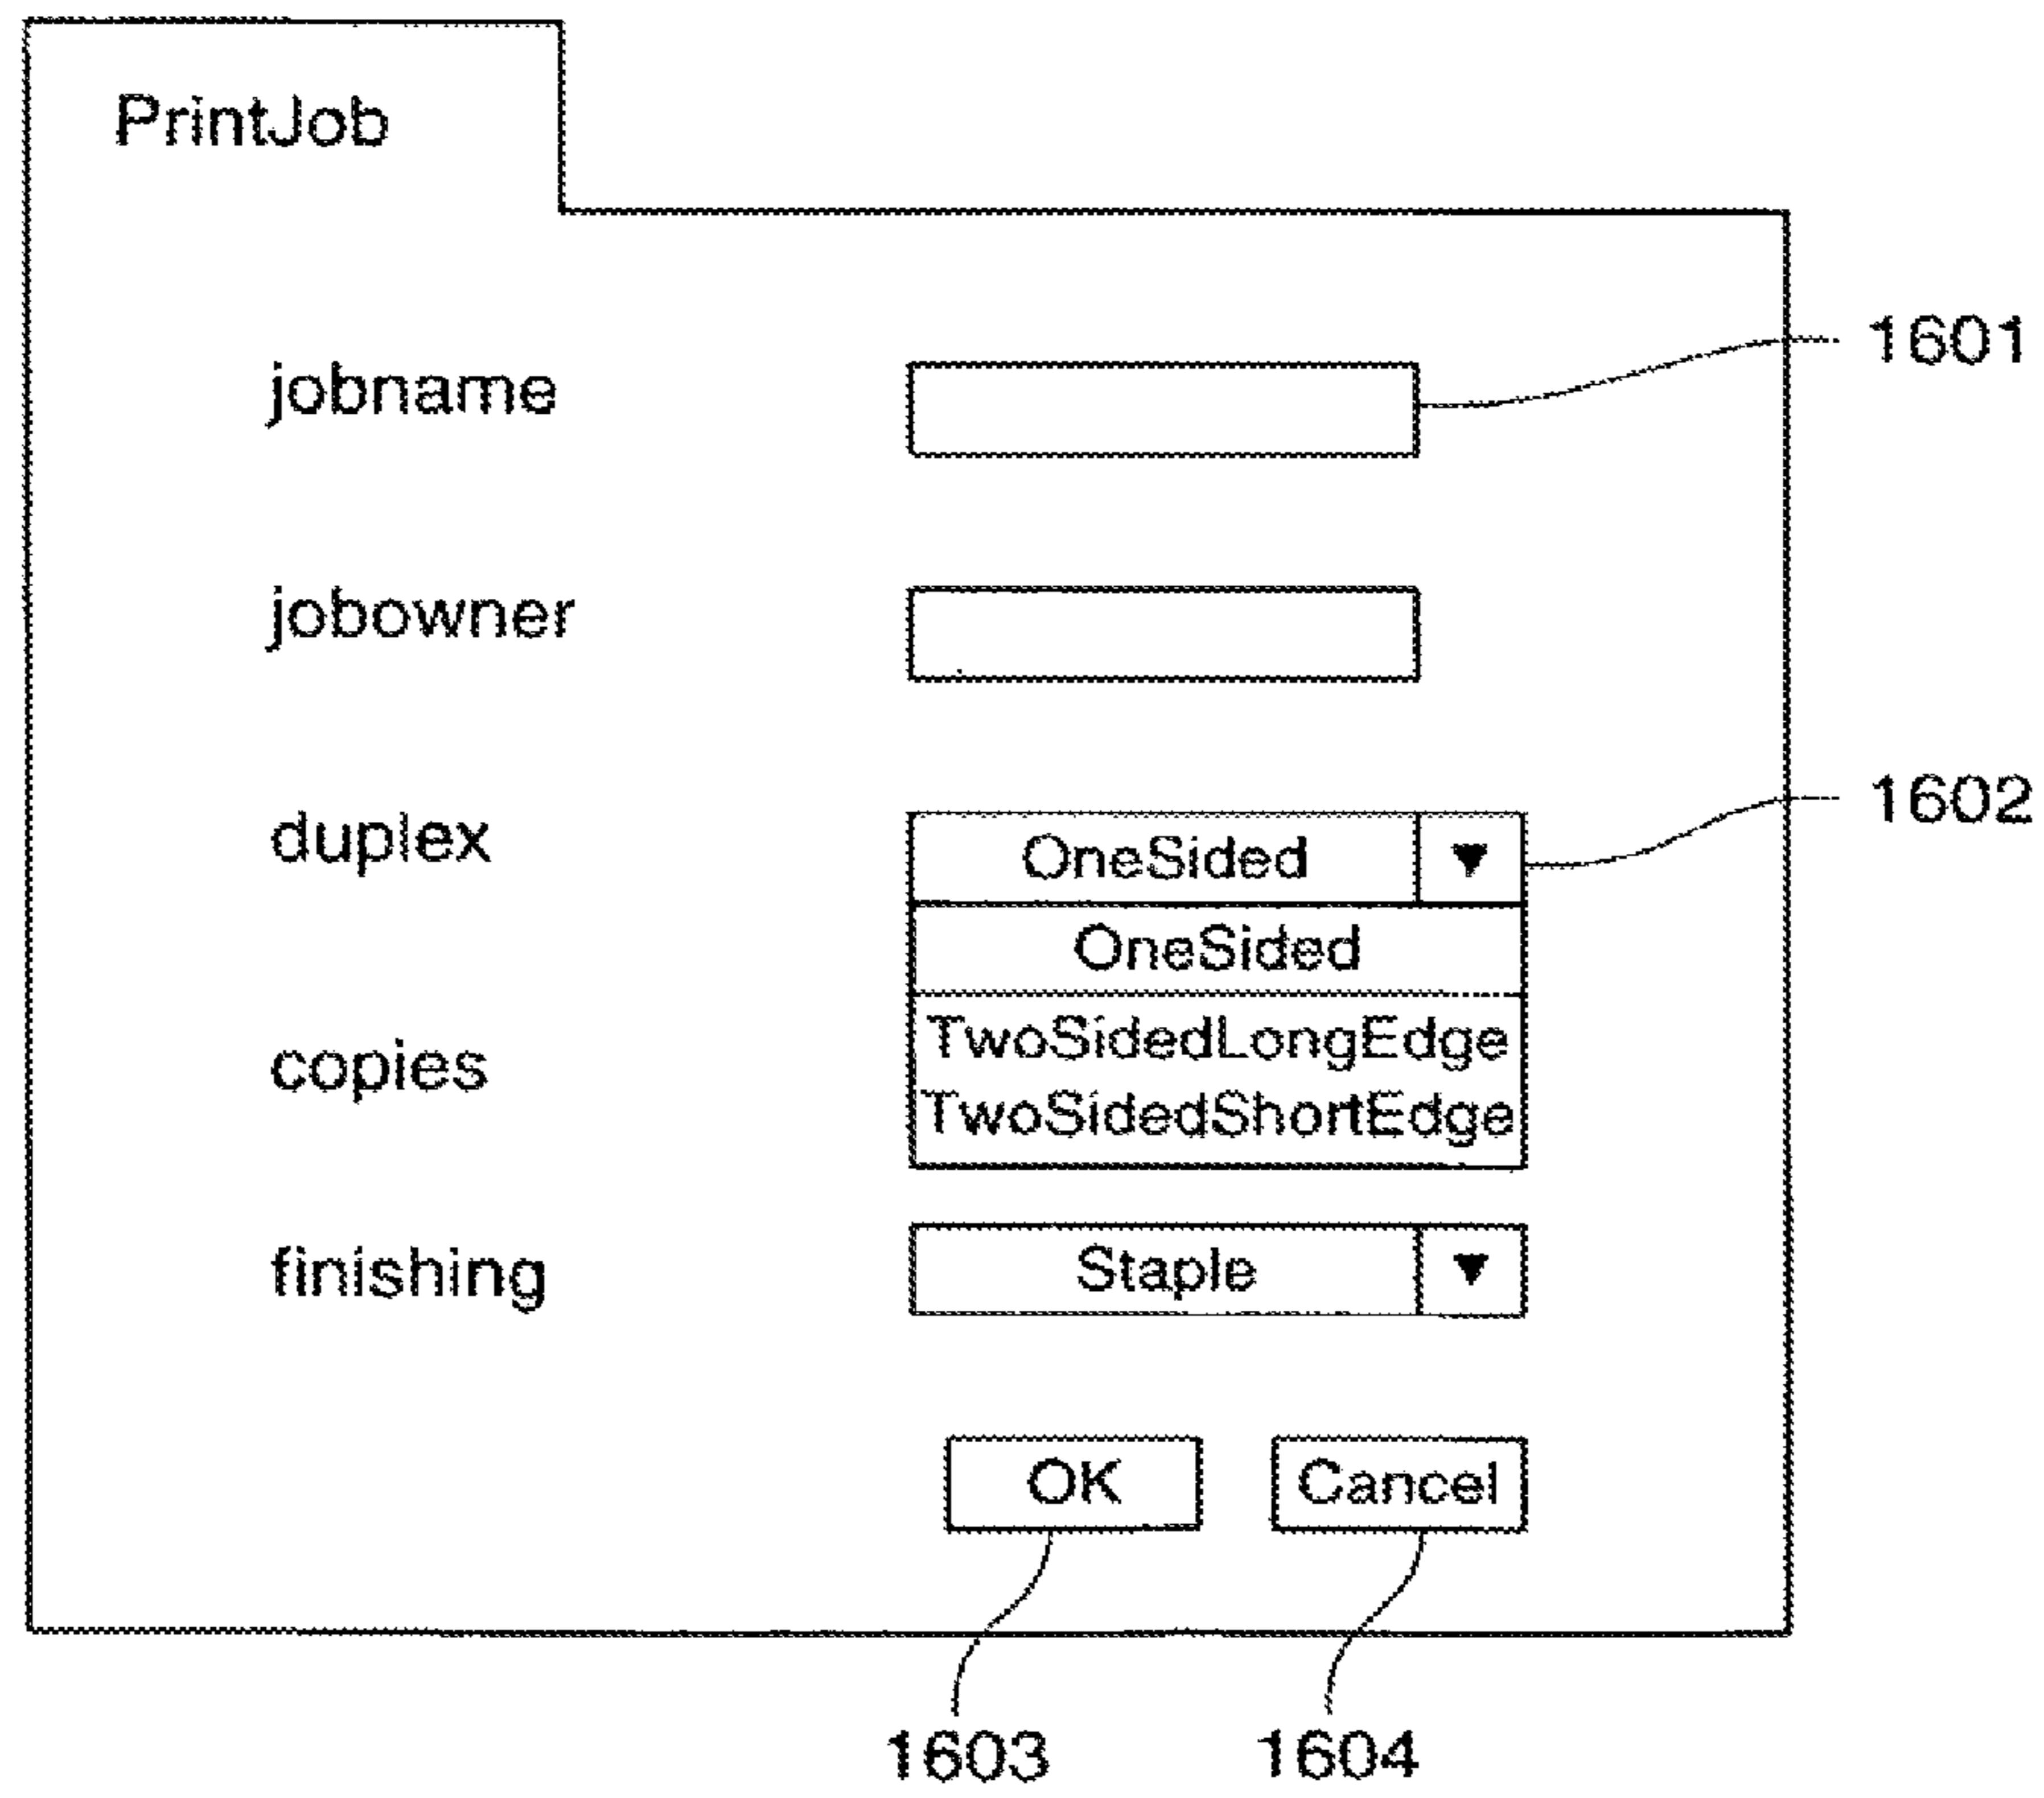 PrintJob
jobname
1601
jobowner
duplex
OneSided ▼
1602
OneSided
TwoSidedLongEdge
copies
TwoSidedShortEdge
finishing
Staple ▼
OK
Cancel
1603
1604